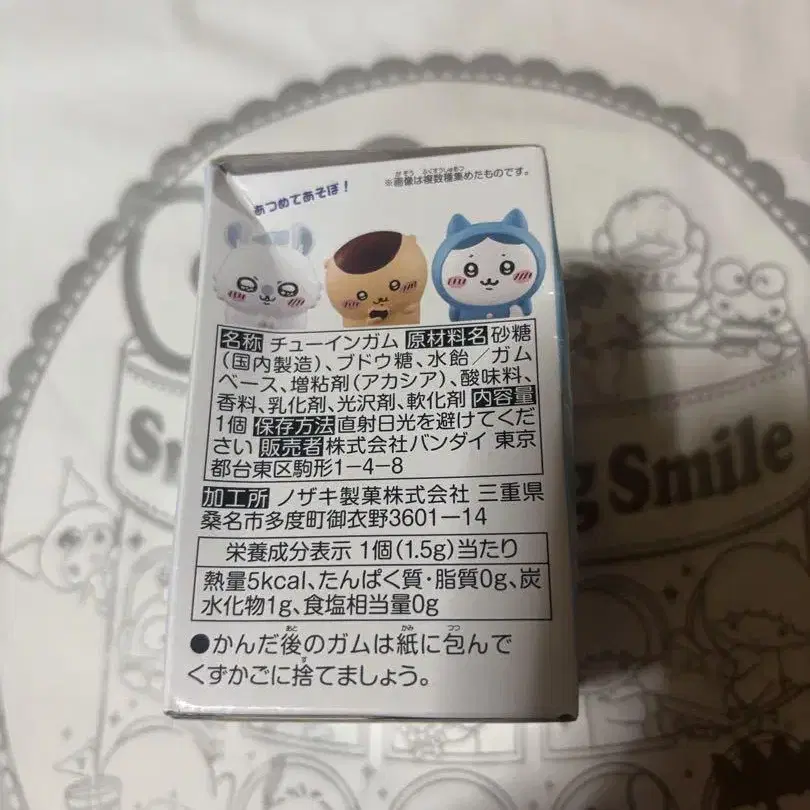 あつめてあそぼ!
※画像は複数種集めたものです。
名称 チューインガム 原材料名 砂糖
(国内製造)、ブドウ糖、水飴/ガム
ベース、増粘剤(アカシア)、酸味料、
香料、乳化剤、光沢剤、軟化剤 内容量
1個 保存方法 直射日光を避けてくだ
さい 販売者 株式会社バンダイ 東京
都台東区駒形1-4-8
加工所 ノザキ製菓株式会社 三重県
桑名市多度町御衣野3601-14
栄養成分表示 1個(1.5g)当たり
熱量5kcal、たんぱく質・脂質0g、炭
水化物1g、食塩相当量0g
●かんだ後のガムは紙に包んで
くずかごに捨てましょう。
Smile